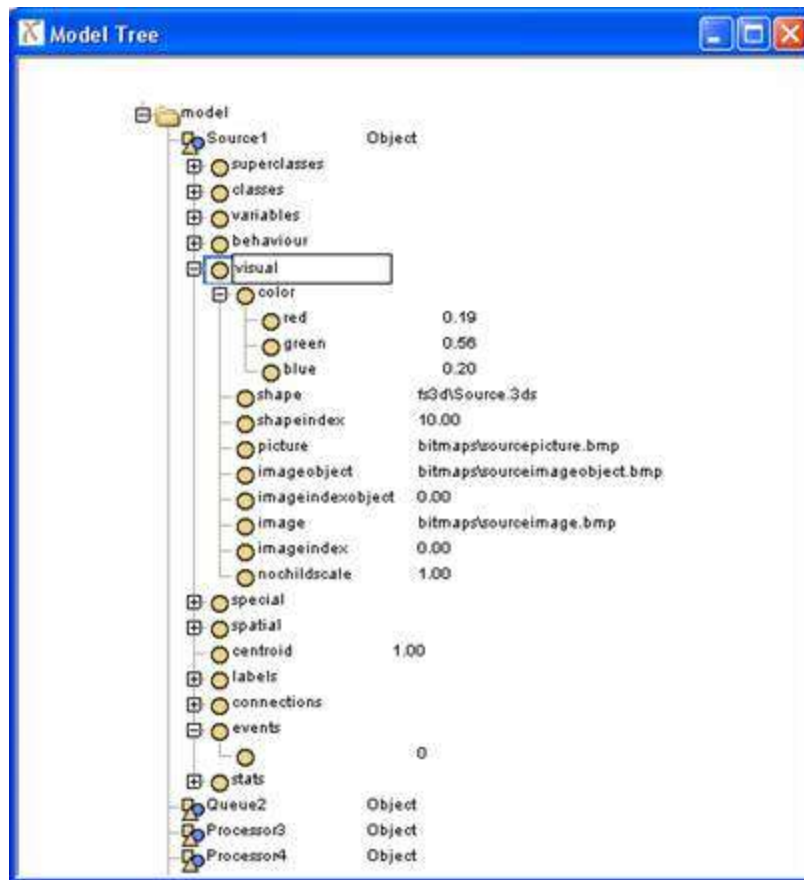 Model Tree
model
Source1 Object
superclasses
classes
variables
behaviour
visual
color
red 0.19
green 0.56
blue 0.20
shape fs3d\Source.3ds
shapeindex 10.00
picture bitmaps\sourcepicture.bmp
imageobject bitmaps\sourceimageobject.bmp
imageindexobject 0.00
image bitmaps\sourceimage.bmp
imageindex 0.00
nochildscale 1.00
special
spatial
centroid 1.00
labels
connections
events
0
stats
Queue2 Object
Processor3 Object
Processor4 Object